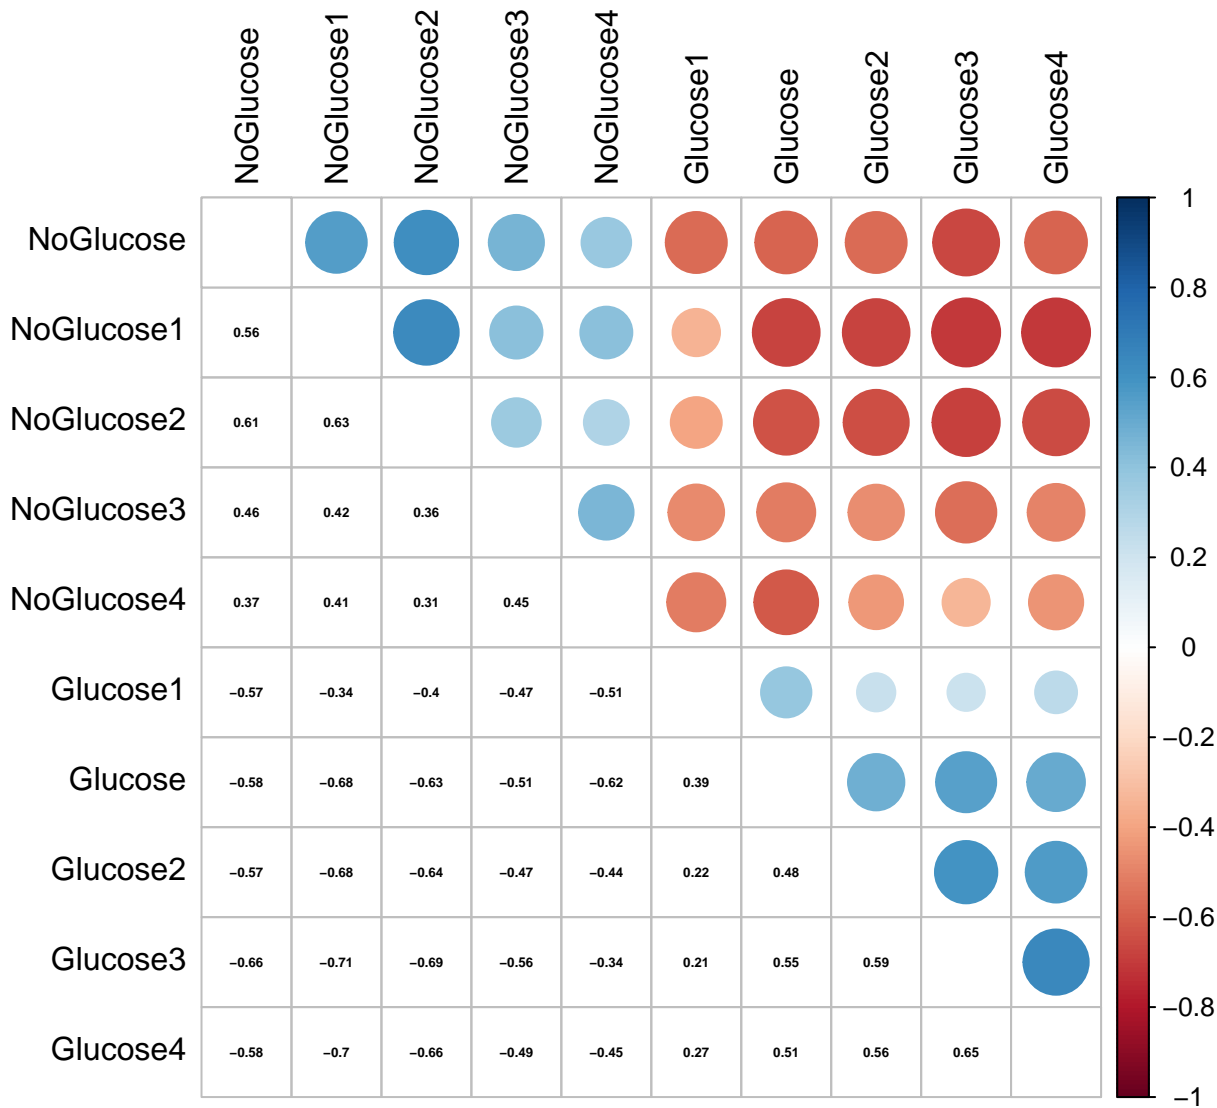 NoGlucose NoGlucose1 NoGlucose2 NoGlucose3 NoGlucose4 Glucose1 Glucose Glucose2 Glucose3 Glucose4
NoGlucose
NoGlucose1 0.56
NoGlucose2 0.61 0.63
NoGlucose3 0.46 0.42 0.36
NoGlucose4 0.37 0.41 0.31 0.45
Glucose1 −0.57 −0.34 −0.4 −0.47 −0.51
Glucose −0.58 −0.68 −0.63 −0.51 −0.62 0.39
Glucose2 −0.57 −0.68 −0.64 −0.47 −0.44 0.22 0.48
Glucose3 −0.66 −0.71 −0.69 −0.56 −0.34 0.21 0.55 0.59
Glucose4 −0.58 −0.7 −0.66 −0.49 −0.45 0.27 0.51 0.56 0.65
1
0.8
0.6
0.4
0.2
0
−0.2
−0.4
−0.6
−0.8
−1